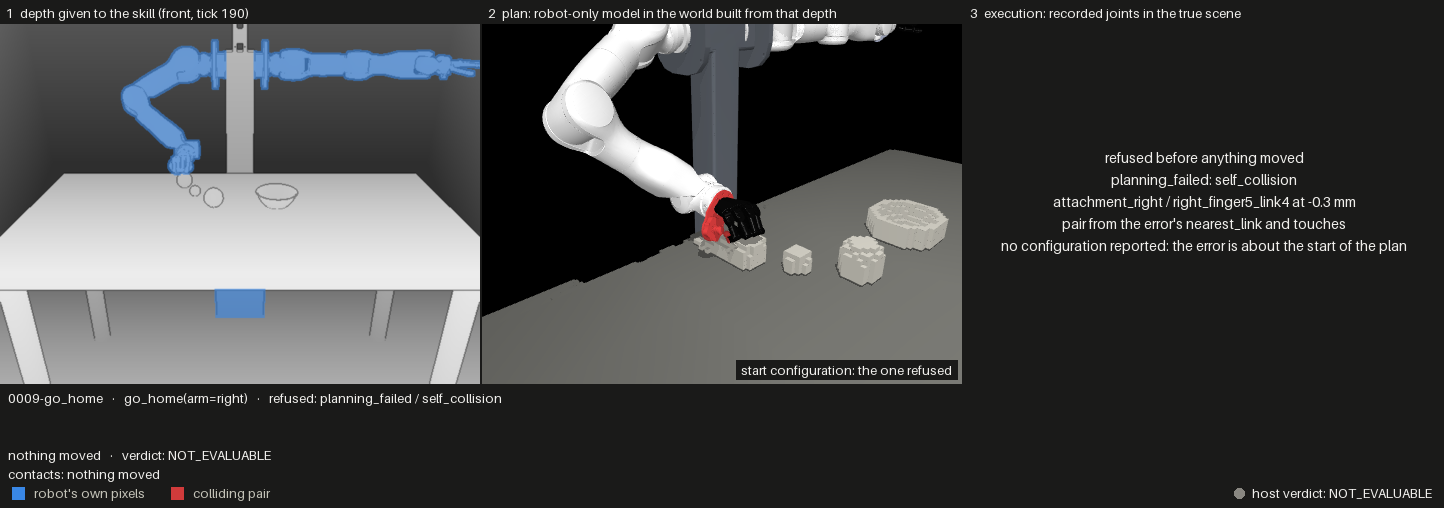 1 depth given to the skill (front, tick 190)
2 plan: robot-only model in the world built from that depth
3 execution: recorded joints in the true scene
refused before anything moved
planning_failed: self_collision
attachment_right / right_finger5_link4 at -0.3 mm
pair from the error's nearest_link and touches
no configuration reported: the error is about the start of the plan
start configuration: the one refused
0009-go_home · go_home(arm=right) · refused: planning_failed / self_collision
nothing moved · verdict: NOT_EVALUABLE
contacts: nothing moved
robot's own pixels colliding pair
host verdict: NOT_EVALUABLE